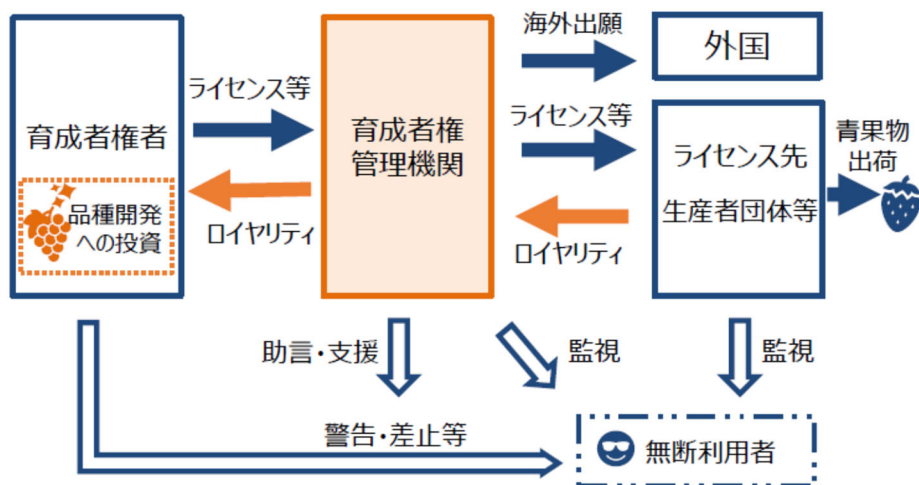 育成者権者
品種開発
への投資
ライセンス等
ロイヤリティ
育成者権
管理機関
海外出願
外国
ライセンス等
ロイヤリティ
ライセンス先
生産者団体等
青果物
出荷
助言・支援
監視
監視
警告・差止等
無断利用者